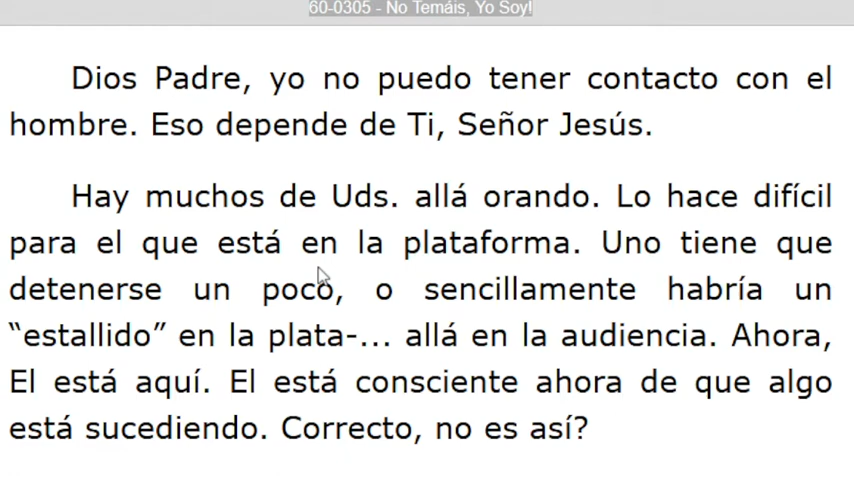 60-0305 - No Temáis, Yo Soy!
Dios Padre, yo no puedo tener contacto con el
hombre. Eso depende de Ti, Señor Jesús.
Hay muchos de Uds. allá orando. Lo hace difícil
para el que está en la plataforma. Uno tiene que
detenerse un poco, o sencillamente habría un
“estallido” en la plata-... allá en la audiencia. Ahora,
El está aquí. El está consciente ahora de que algo
está sucediendo. Correcto, no es así?